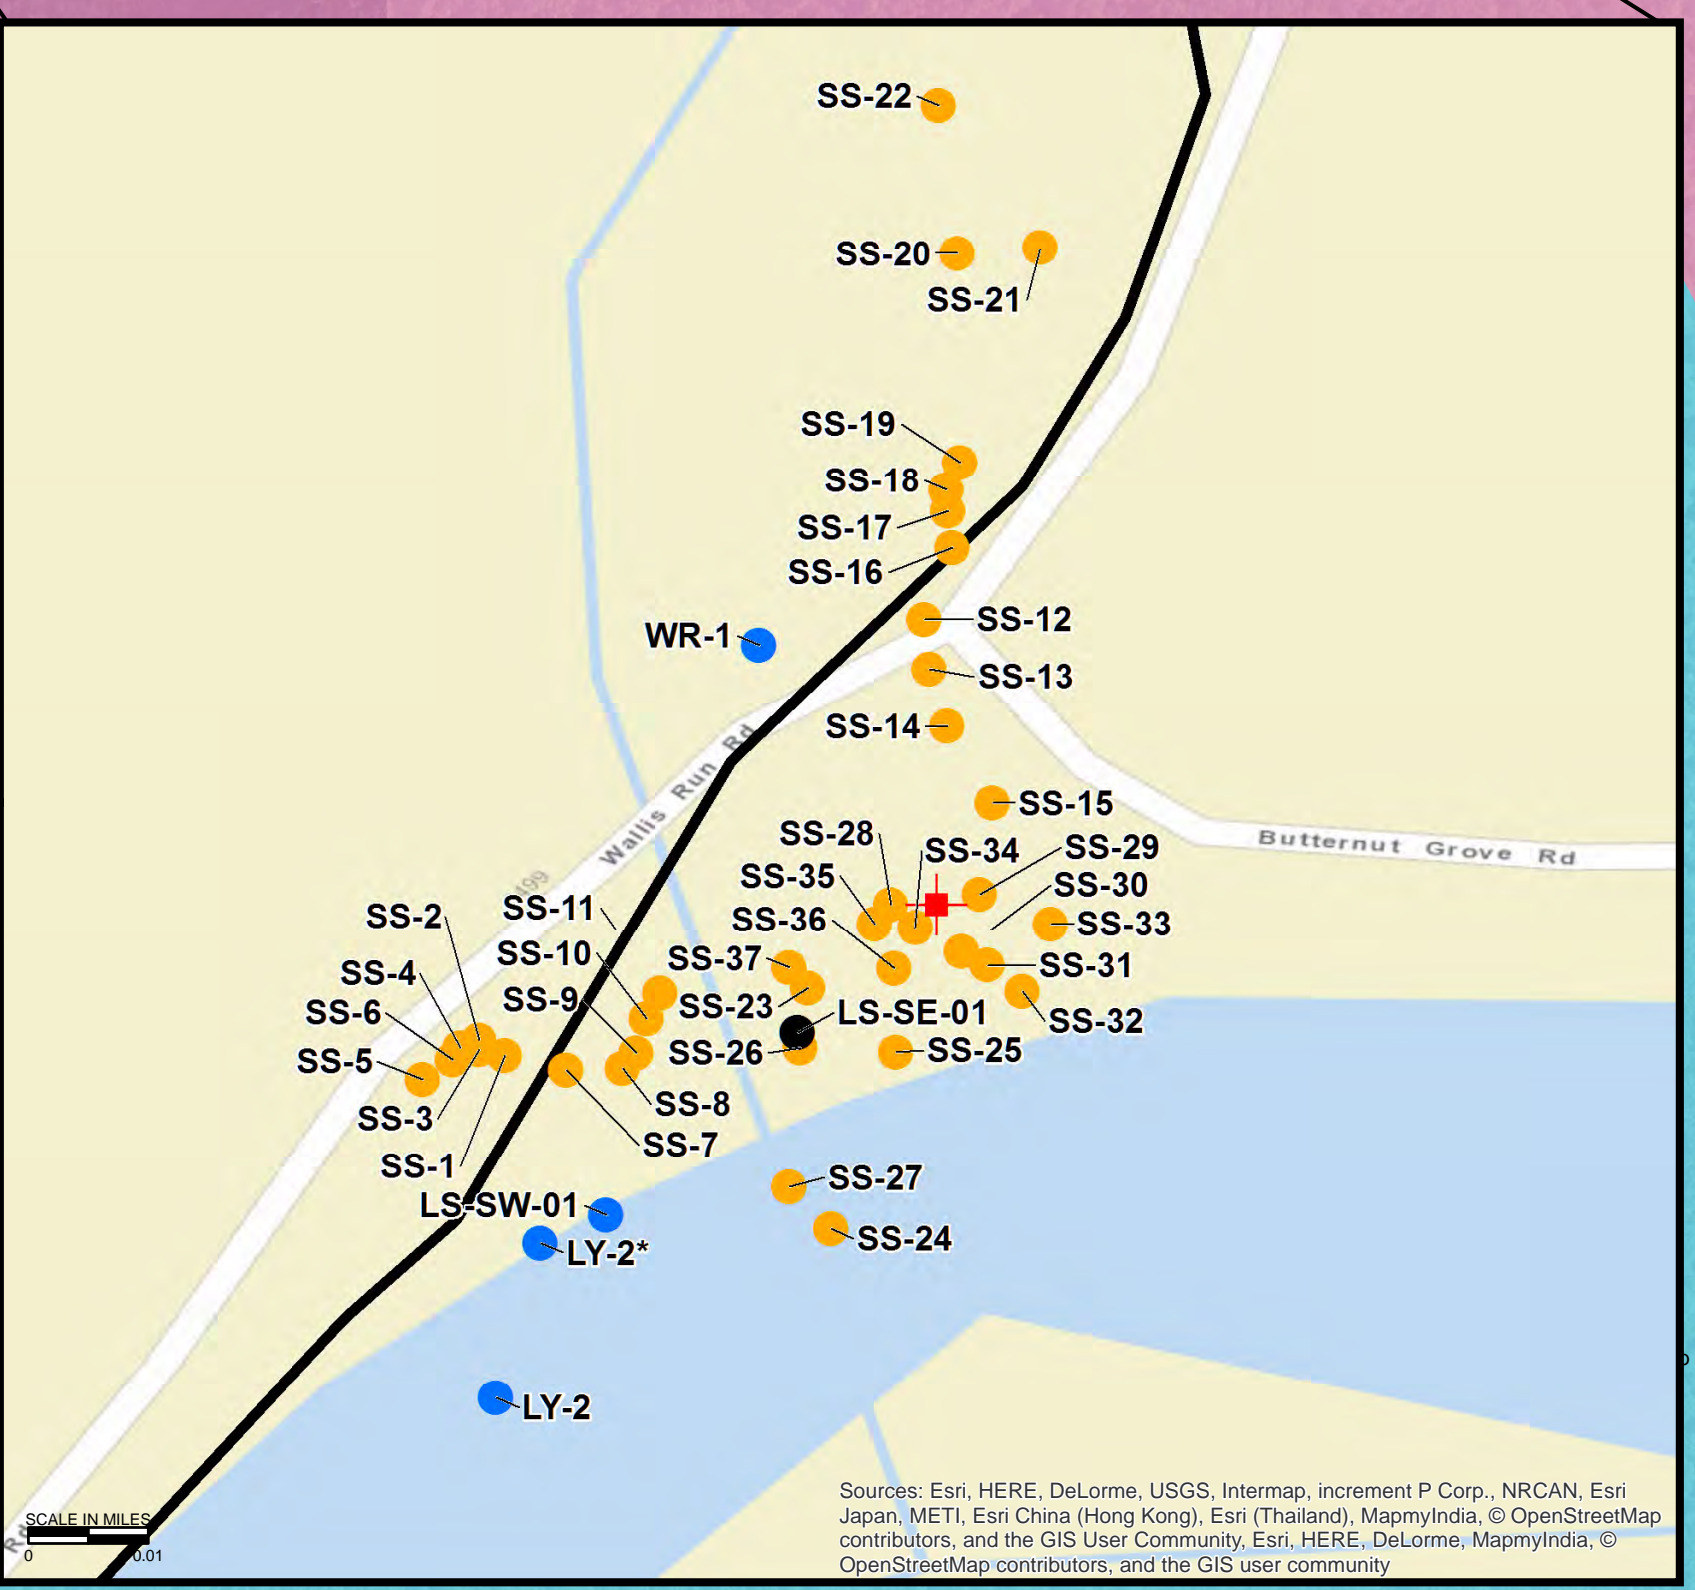 SS-22
SS-20
SS-21
SS-19
SS-18
SS-17
SS-16
SS-12
WR-1
SS-13
SS-14
Wallis Run Rd
SS-15
Butternut Grove Rd
SS-28
SS-34
SS-29
SS-35
SS-30
499
SS-11
SS-2
SS-36
SS-33
SS-10
SS-37
SS-31
SS-4
SS-9
SS-23
SS-6
LS-SE-01
SS-32
SS-5
SS-26
SS-25
SS-3
SS-8
SS-7
SS-1
SS-27
LS-SW-01
LY-2*
SS-24
LY-2
Rd
SCALE IN MILES
0 0.01
Sources: Esri, HERE, DeLorme, USGS, Intermap, increment P Corp., NRCAN, Esri
Japan, METI, Esri China (Hong Kong), Esri (Thailand), MapmyIndia, © OpenStreetMap
contributors, and the GIS User Community, Esri, HERE, DeLorme, MapmyIndia, ©
OpenStreetMap contributors, and the GIS user community